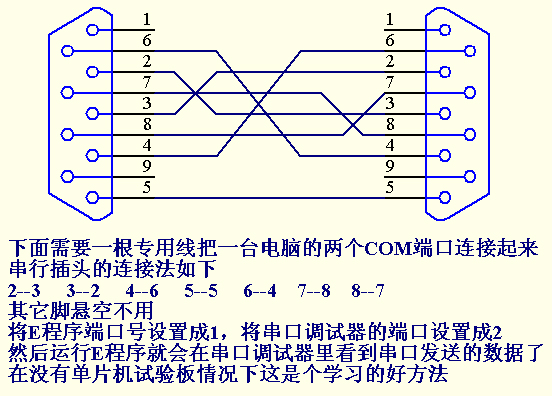 1 1
6 6
2 2
7 7
3 3
8 8
4 4
9 9
5 5
下面需要一根专用线把一台电脑的两个COM端口连接起来
串行插头的连接法如下
2--3 3--2 4--6 5--5 6--4 7--8 8--7
其它脚悬空不用
将E程序端口号设置成1，将串口调试器的端口设置成2
然后运行E程序就会在串口调试器里看到串口发送的数据了
在没有单片机试验板情况下这是个学习的好方法